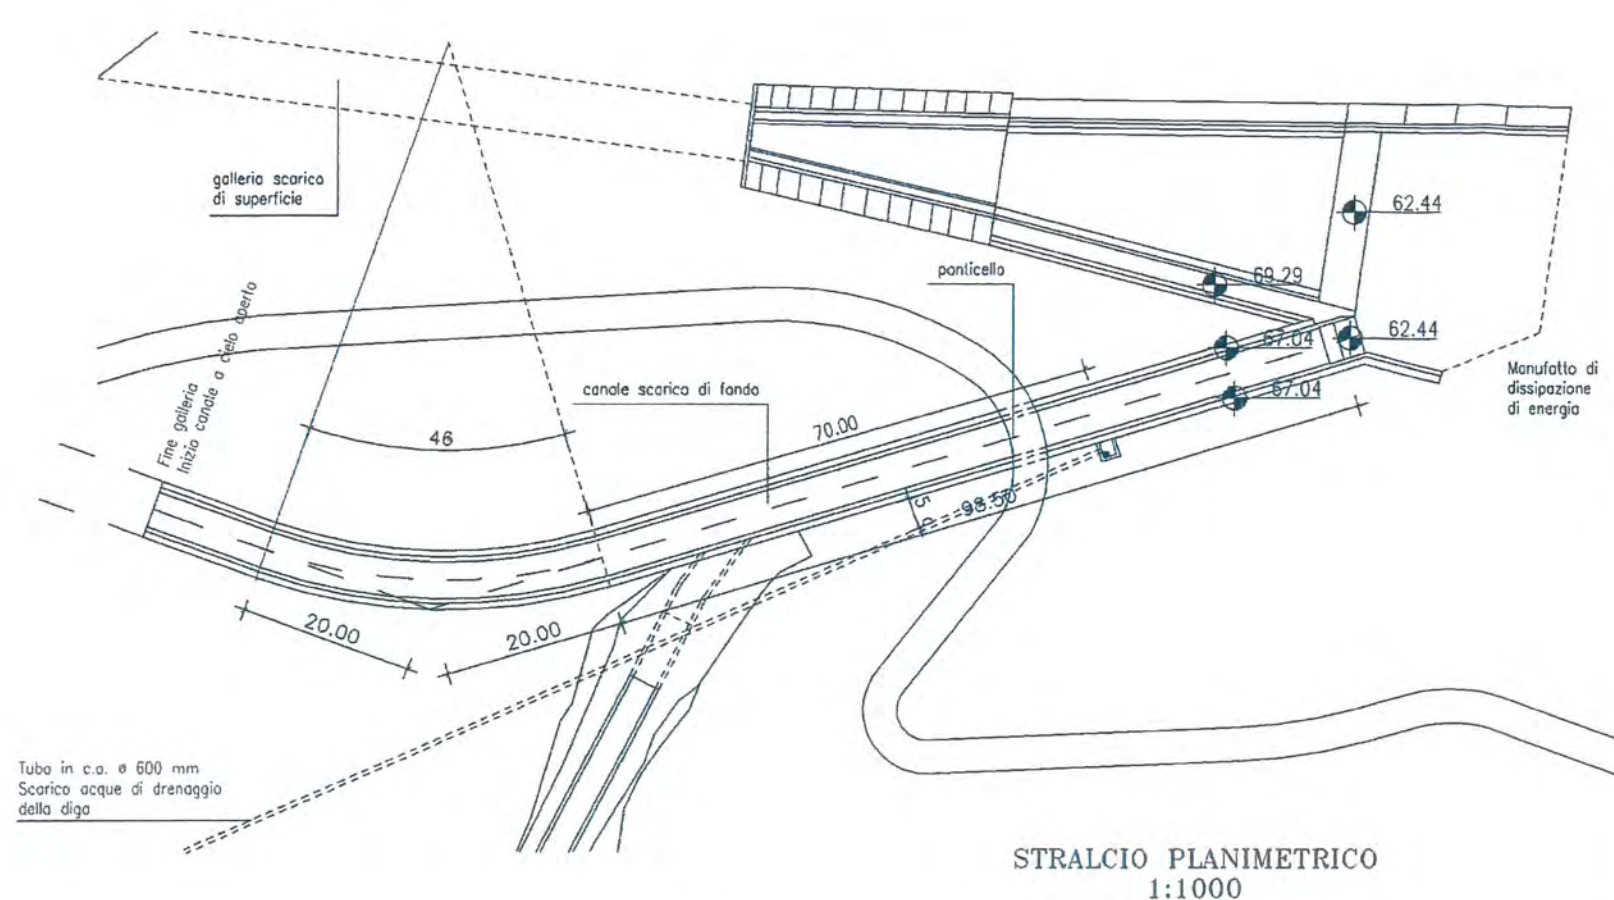 galleria scarico
di superficie
62.44
69.29
ponticello
Fine galleria
Inizio canale a cielo aperto
67.04
62.44
canale scarico di fondo
67.04
Manufatto di
dissipazione
di energia
46
70.00
98.50
20.00
20.00
Tubo in c.a. ø 600 mm
Scarico acque di drenaggio
della diga
STRALCIO PLANIMETRICO
1:1000